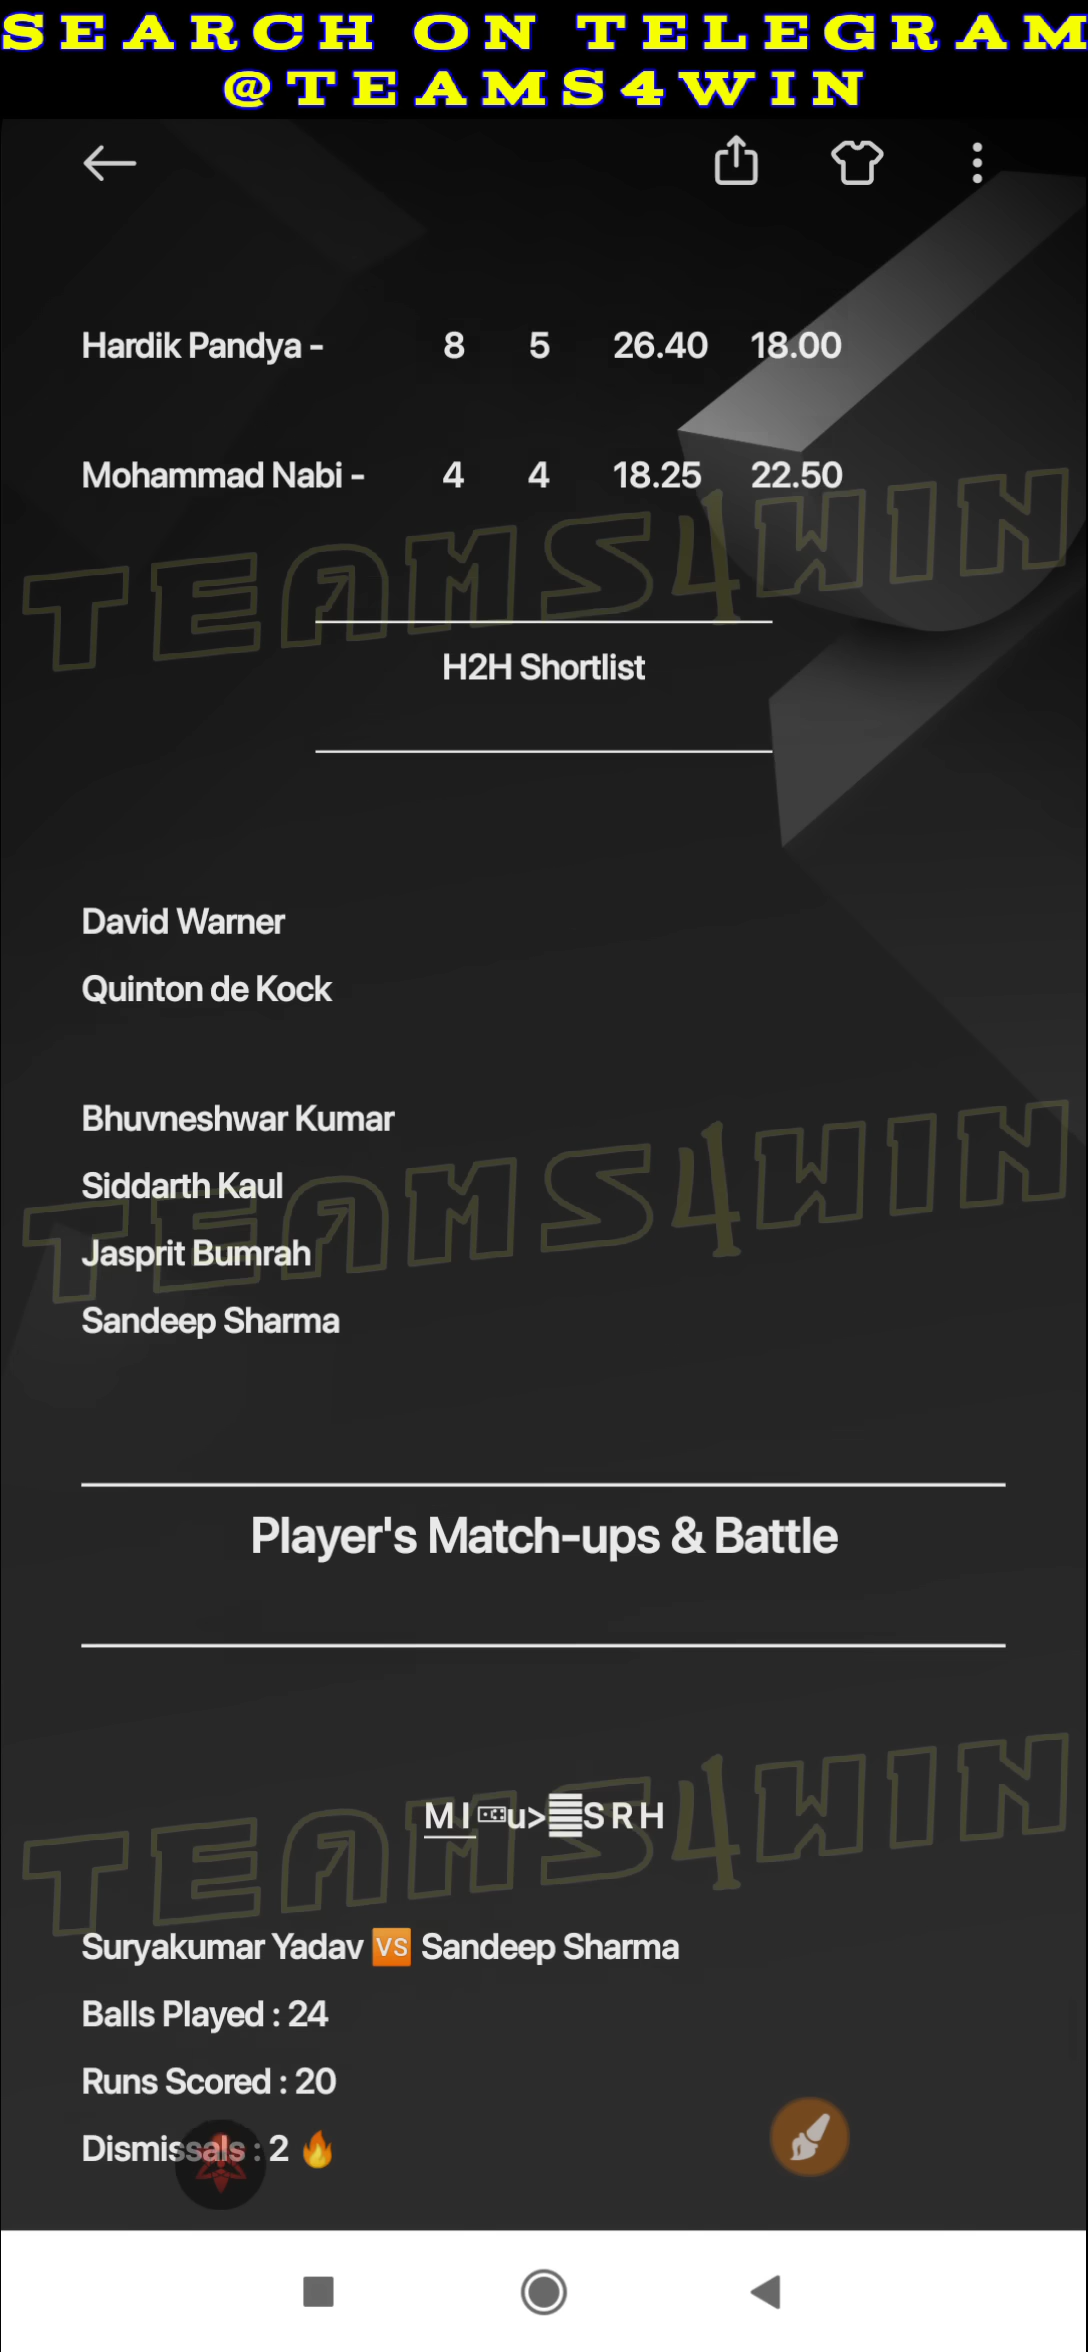 SEARCH ON TELEGRAM
@TEAMS4WIN
Hardik Pandya - 8 5 26.40 18.00
Mohammad Nabi - 4 4 18.25 22.50
TEAMS4WIN
H2H Shortlist
David Warner
Quinton de Kock
Bhuvneshwar Kumar
Siddarth Kaul
TEAMS4WIN
Jasprit Bumrah
Sandeep Sharma
Player's Match-ups & Battle
MI u> SRH
TEAMS4WIN
Suryakumar Yadav 🆚 Sandeep Sharma
Balls Played : 24
Runs Scored : 20
Dismissals : 2 🔥